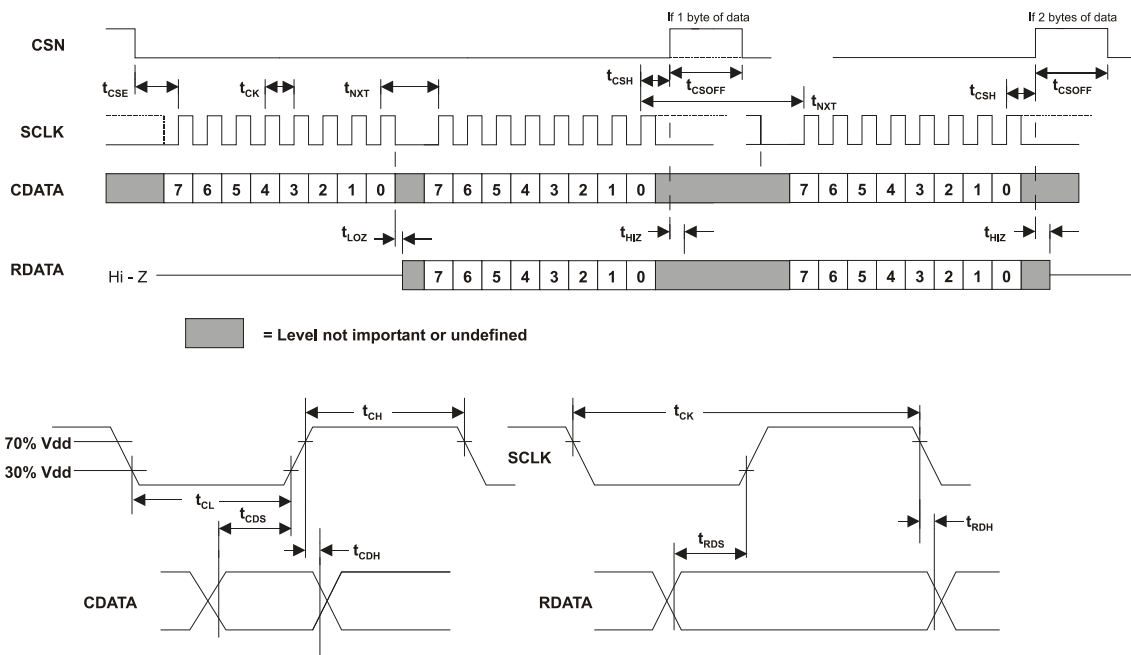 If 1 byte of data
If 2 bytes of data
CSN
tCSE
tCK
tNXT
tCSH
tCSOFF
tNXT
tCSH
tCSOFF
SCLK
CDATA
7 6 5 4 3 2 1 0
7 6 5 4 3 2 1 0
7 6 5 4 3 2 1 0
tLOZ
tHIZ
tHIZ
RDATA
Hi - Z
7 6 5 4 3 2 1 0
7 6 5 4 3 2 1 0
= Level not important or undefined
tCH
tCK
70% Vdd
30% Vdd
SCLK
tCL
tCDS
tCDH
tRDS
tRDH
CDATA
RDATA